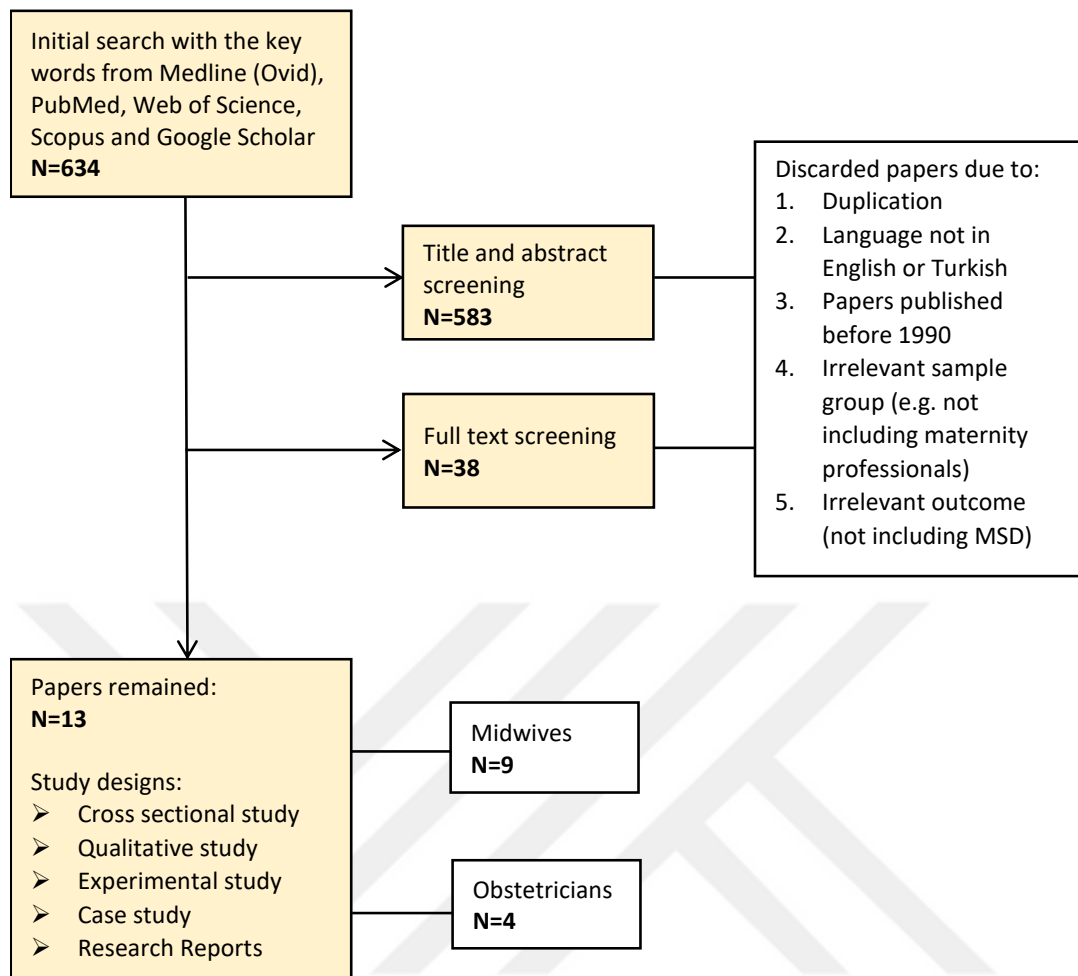 Initial search with the key
words from Medline (Ovid),
PubMed, Web of Science,
Scopus and Google Scholar
N=634
Title and abstract
screening
N=583
Full text screening
N=38
Discarded papers due to:
1. Duplication
2. Language not in
English or Turkish
3. Papers published
before 1990
4. Irrelevant sample
group (e.g. not
including maternity
professionals)
5. Irrelevant outcome
(not including MSD)
Papers remained:
N=13
Study designs:
➢ Cross sectional study
➢ Qualitative study
➢ Experimental study
➢ Case study
➢ Research Reports
Midwives
N=9
Obstetricians
N=4